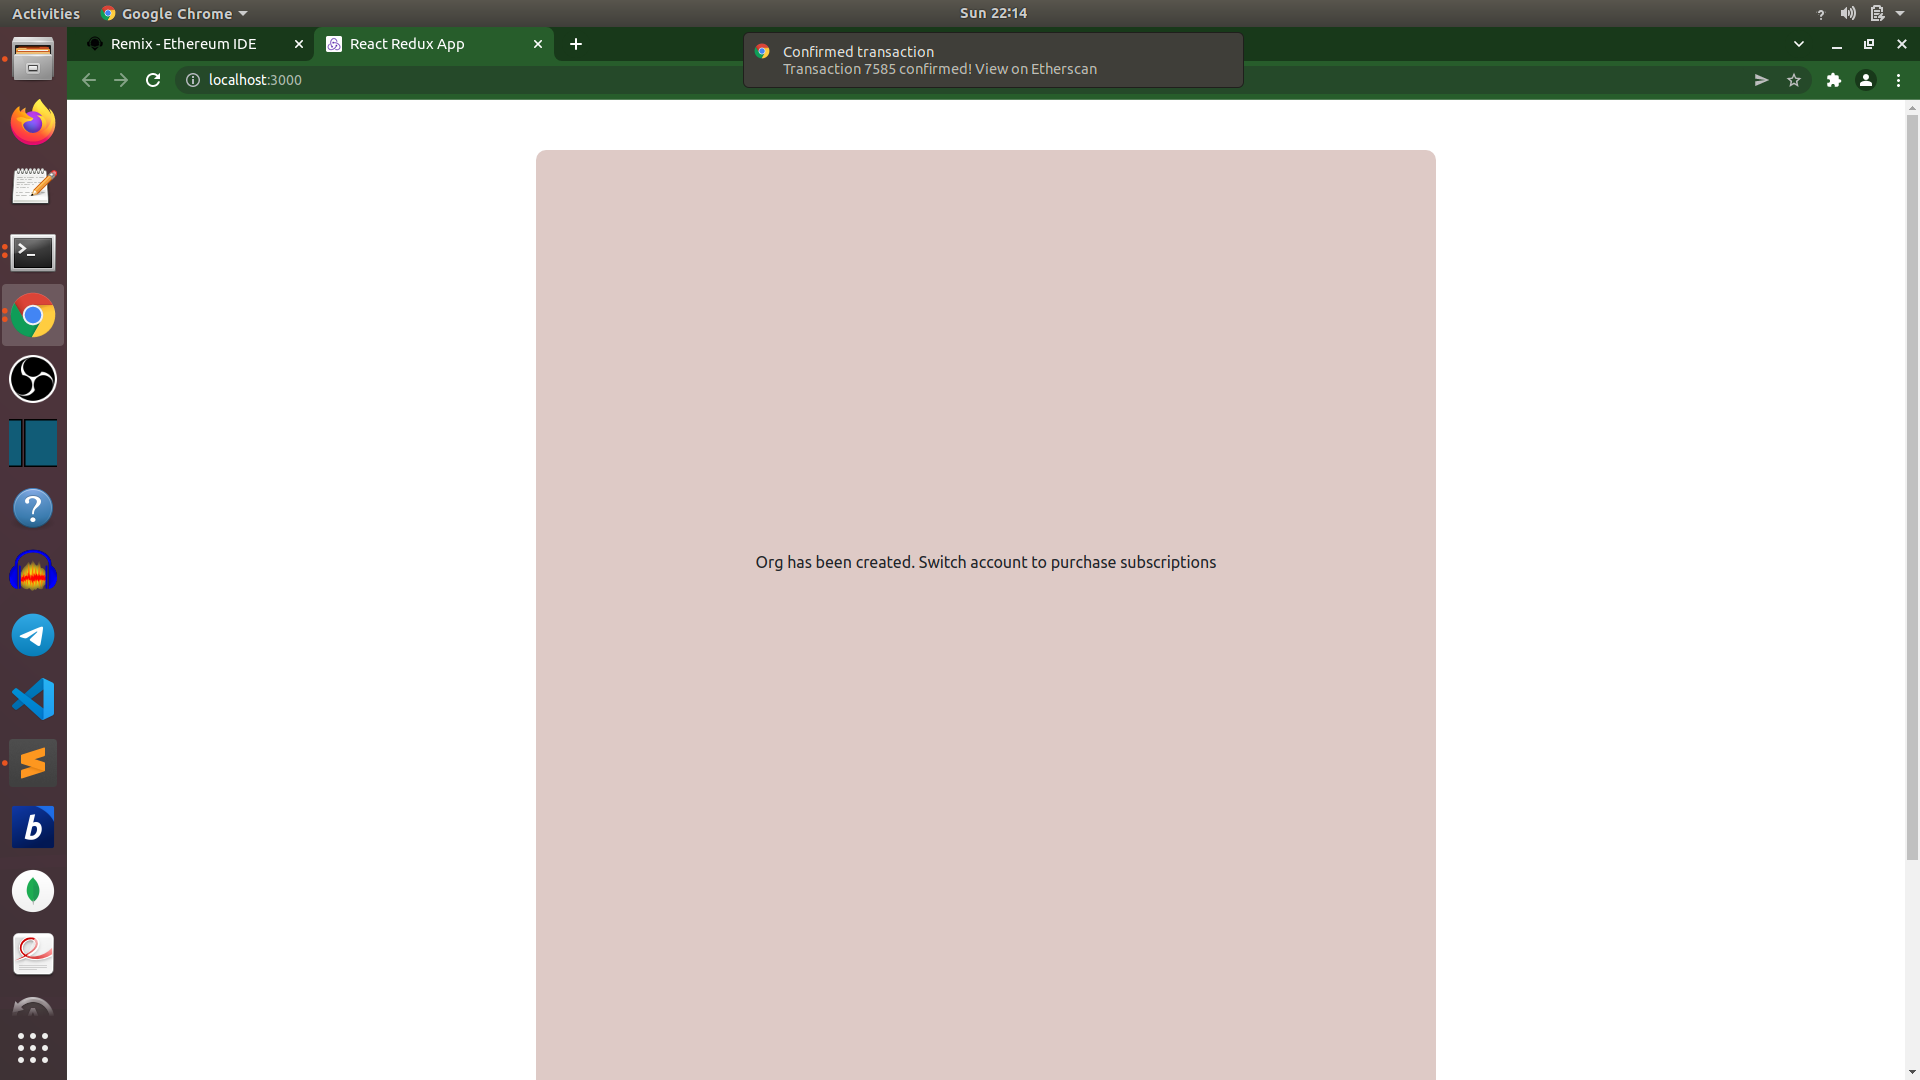 Activities
Google Chrome
Sun 22:14
?
Remix - Ethereum IDE
React Redux App
Confirmed transaction
Transaction 7585 confirmed! View on Etherscan
localhost:3000
Org has been created. Switch account to purchase subscriptions
?
b